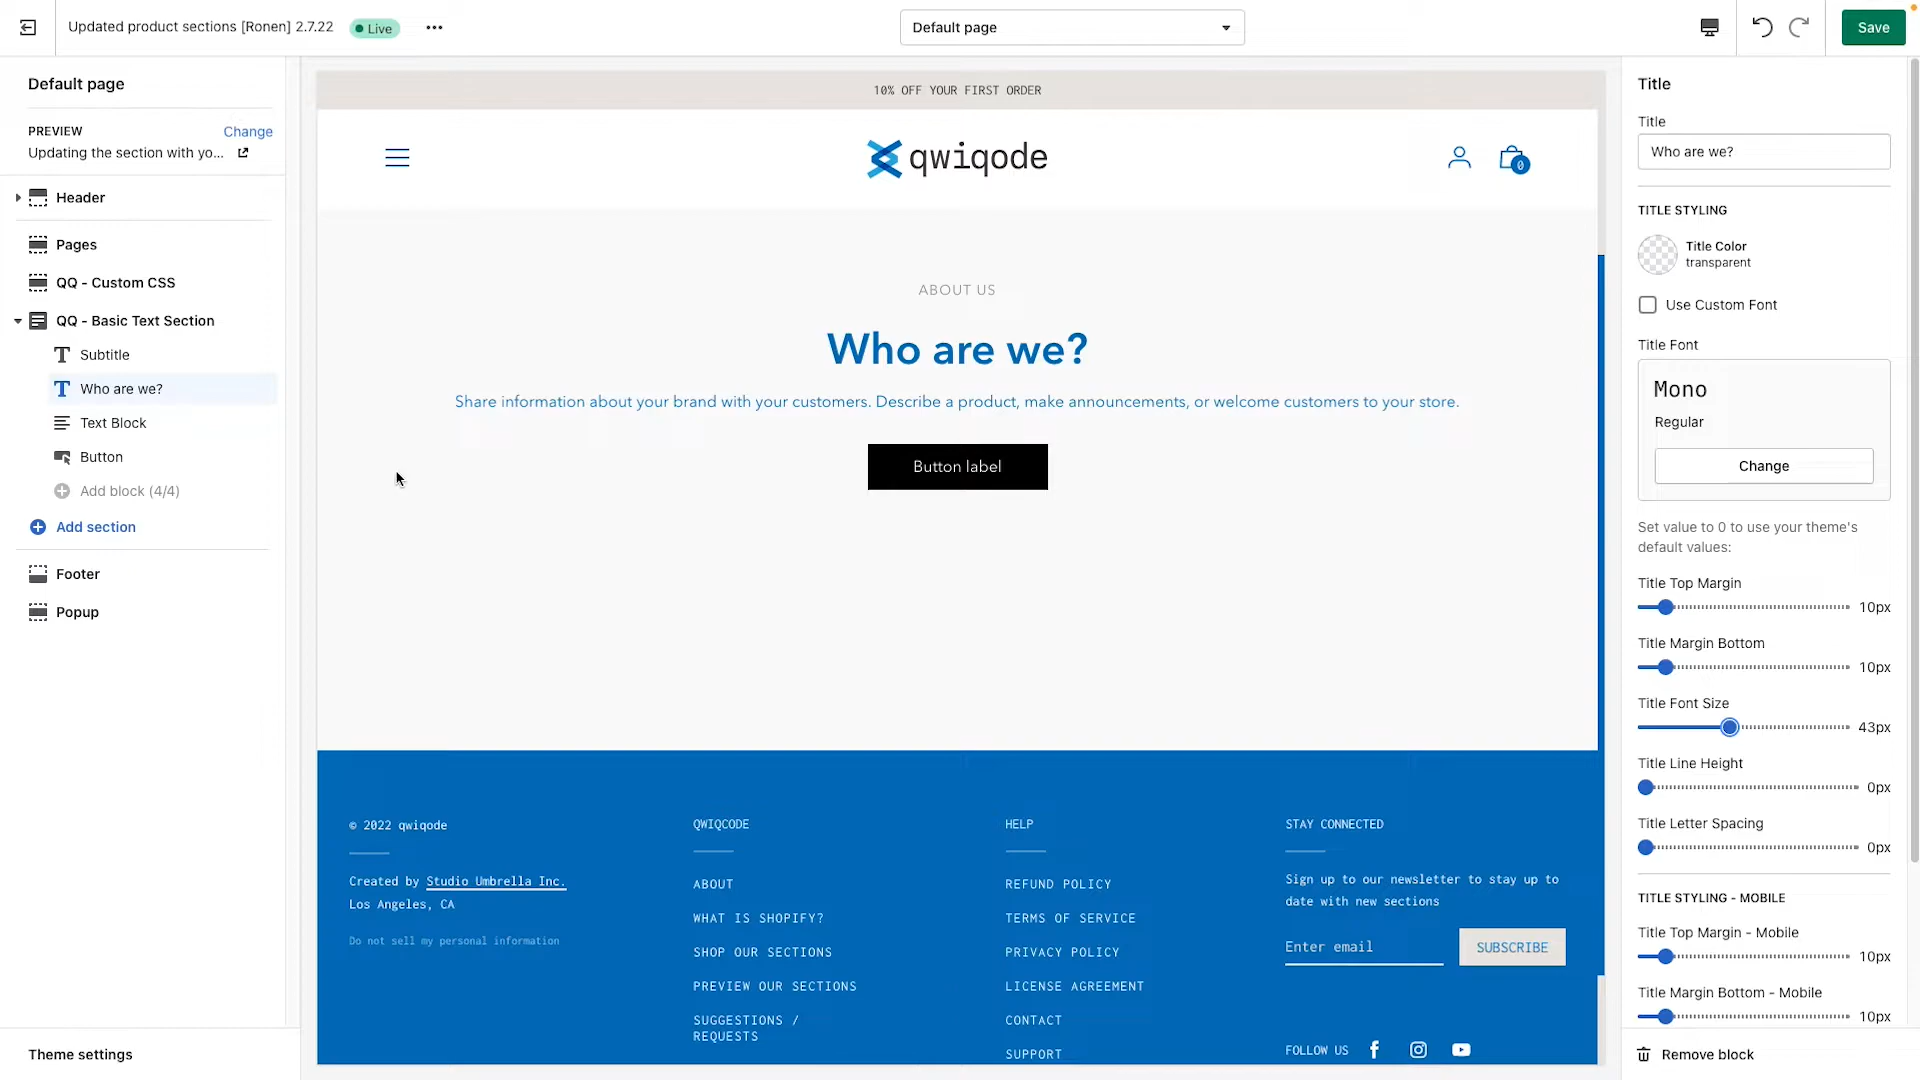 Updated product sections [Ronen] 2.7.22
Live
Default page
Save
Default page
PREVIEW
Change
Updating the section with yo...
Header
Pages
QQ - Custom CSS
QQ - Basic Text Section
Subtitle
Who are we?
Text Block
Button
Add block (4/4)
Add section
Footer
Popup
Theme settings
10% OFF YOUR FIRST ORDER
qwiqode
0
ABOUT US
Who are we?
Share information about your brand with your customers. Describe a product, make announcements, or welcome customers to your store.
Button label
© 2022 qwiqode
Created by Studio Umbrella Inc.
Los Angeles, CA
Do not sell my personal information
QWIQCODE
ABOUT
WHAT IS SHOPIFY?
SHOP OUR SECTIONS
PREVIEW OUR SECTIONS
SUGGESTIONS /
REQUESTS
HELP
REFUND POLICY
TERMS OF SERVICE
PRIVACY POLICY
LICENSE AGREEMENT
CONTACT
SUPPORT
STAY CONNECTED
Sign up to our newsletter to stay up to
date with new sections
Enter email
SUBSCRIBE
FOLLOW US
Title
Title
Who are we?
TITLE STYLING
Title Color
transparent
Use Custom Font
Title Font
Mono
Regular
Change
Set value to 0 to use your theme's
default values:
Title Top Margin
10px
Title Margin Bottom
10px
Title Font Size
43px
Title Line Height
0px
Title Letter Spacing
0px
TITLE STYLING - MOBILE
Title Top Margin - Mobile
10px
Title Margin Bottom - Mobile
10px
Remove block